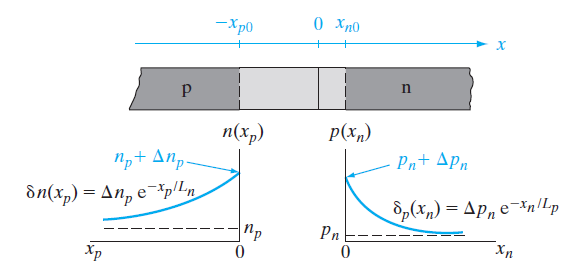 −x_{p0} 0 x_{n0}
x
p n
n(x_p) p(x_n)
n_p + Δn_p p_n + Δp_n
δn(x_p) = Δn_p e^{−x_p/L_n} δ_p(x_n) = Δp_n e^{−x_n/L_p}
n_p p_n
x_p 0 0 x_n